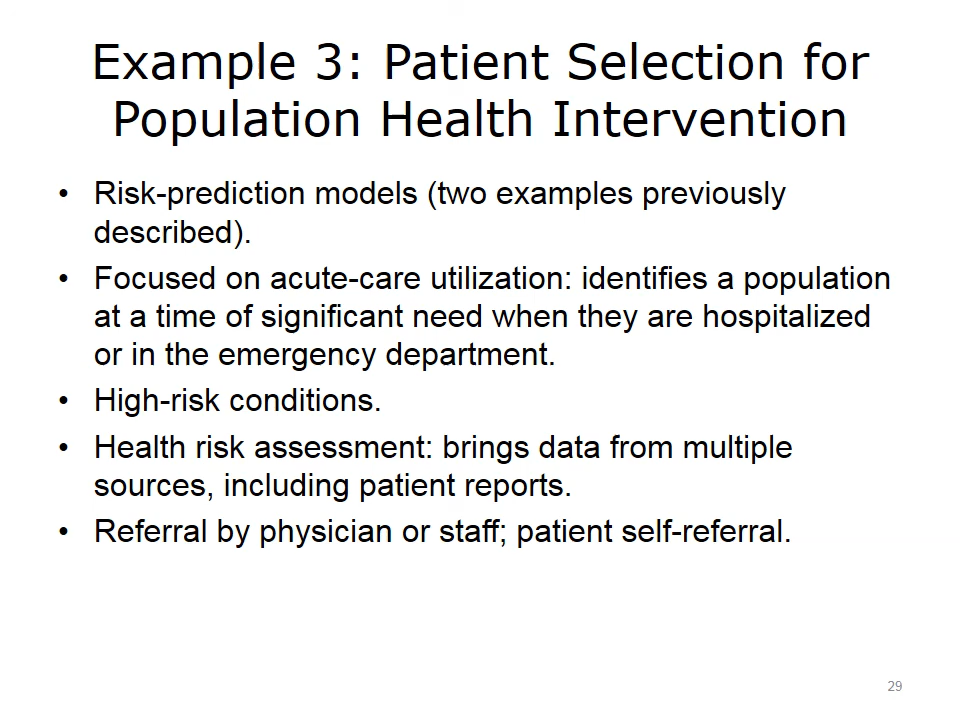 Example 3: Patient Selection for
Population Health Intervention
• Risk-prediction models (two examples previously
described).
• Focused on acute-care utilization: identifies a population
at a time of significant need when they are hospitalized
or in the emergency department.
• High-risk conditions.
• Health risk assessment: brings data from multiple
sources, including patient reports.
• Referral by physician or staff; patient self-referral.
29